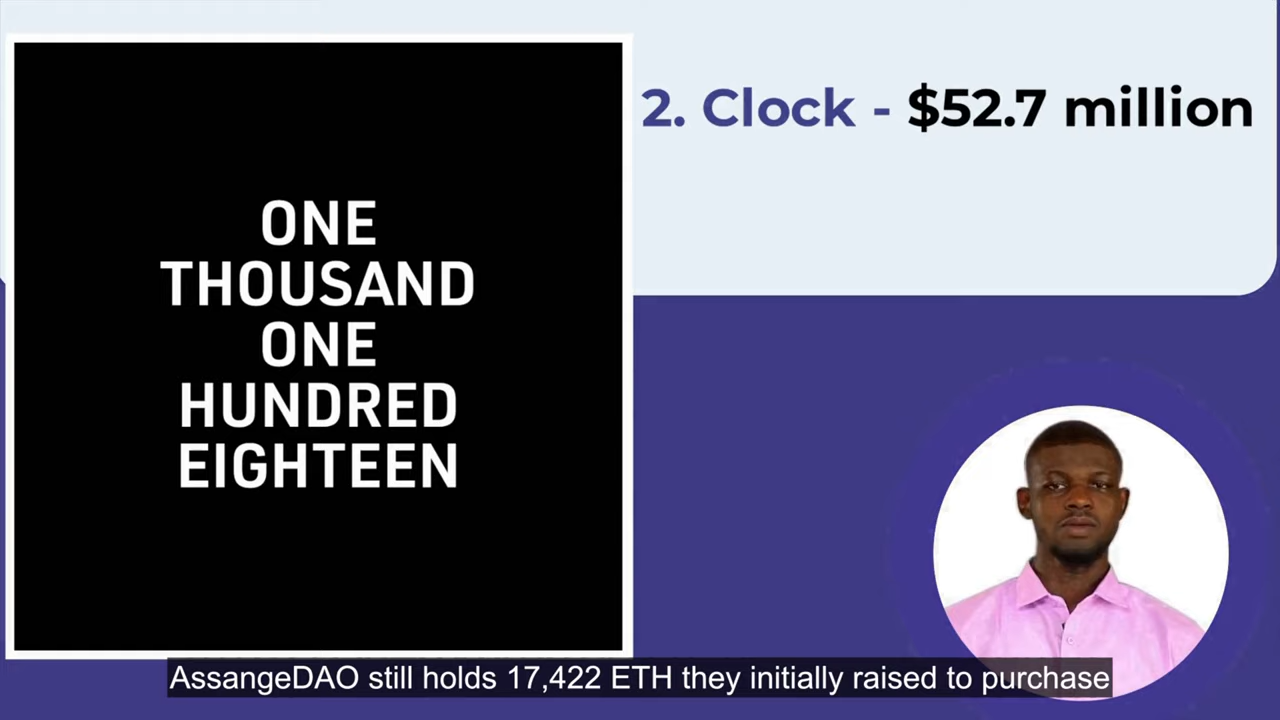 2. Clock - $52.7 million
ONE
THOUSAND
ONE
HUNDRED
EIGHTEEN
AssangeDAO still holds 17,422 ETH they initially raised to purchase